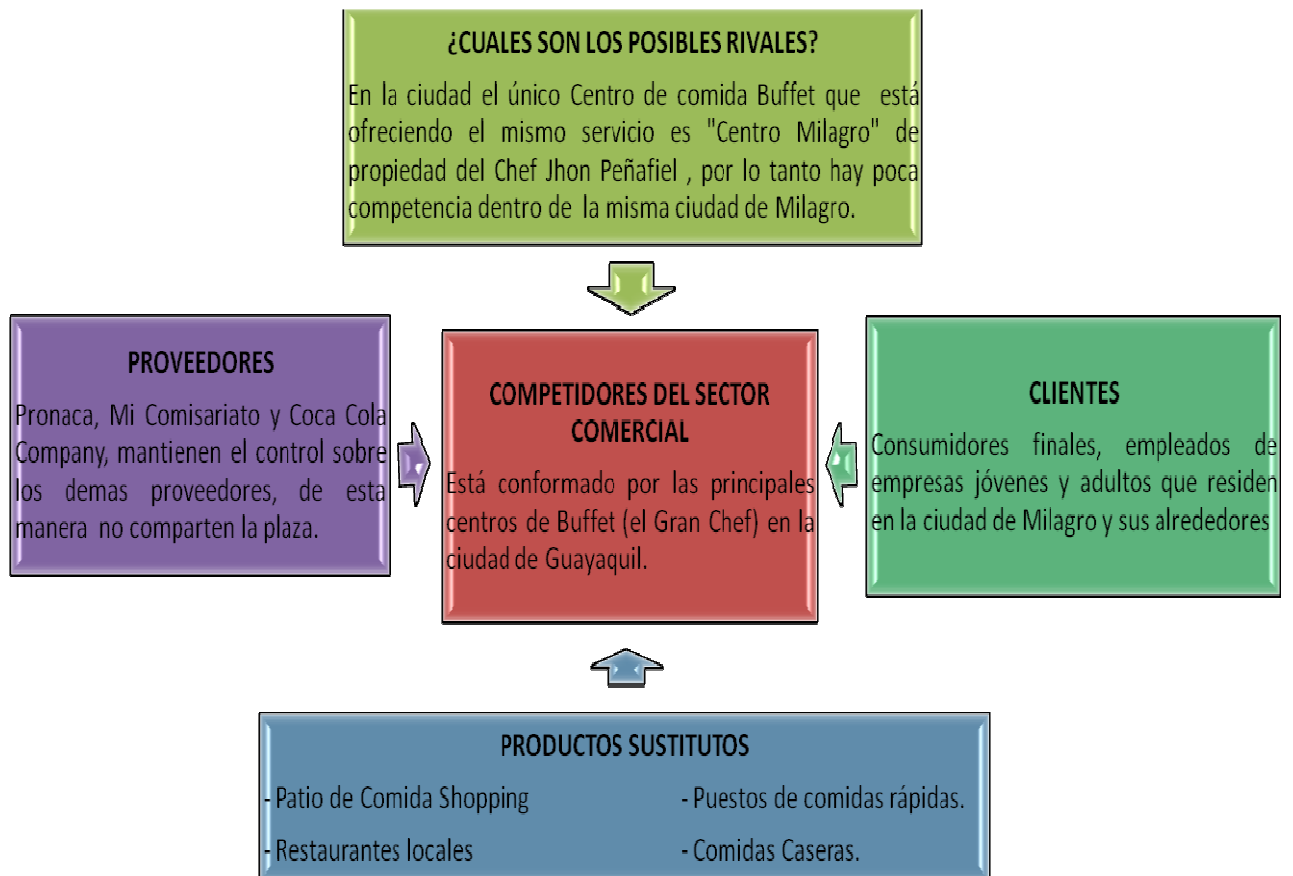 ¿CUALES SON LOS POSIBLES RIVALES?
En la ciudad el único Centro de comida Buffet que está
ofreciendo el mismo servicio es "Centro Milagro" de
propiedad del Chef Jhon Peñafiel , por lo tanto hay poca
competencia dentro de la misma ciudad de Milagro.
PROVEEDORES
Pronaca, Mi Comisariato y Coca Cola
Company, mantienen el control sobre
los demas proveedores, de esta
manera no comparten la plaza.
COMPETIDORES DEL SECTOR
COMERCIAL
Está conformado por las principales
centros de Buffet (el Gran Chef) en la
ciudad de Guayaquil.
CLIENTES
Consumidores finales, empleados de
empresas jóvenes y adultos que residen
en la ciudad de Milagro y sus alrededores
PRODUCTOS SUSTITUTOS
- Patio de Comida Shopping - Puestos de comidas rápidas.
- Restaurantes locales - Comidas Caseras.